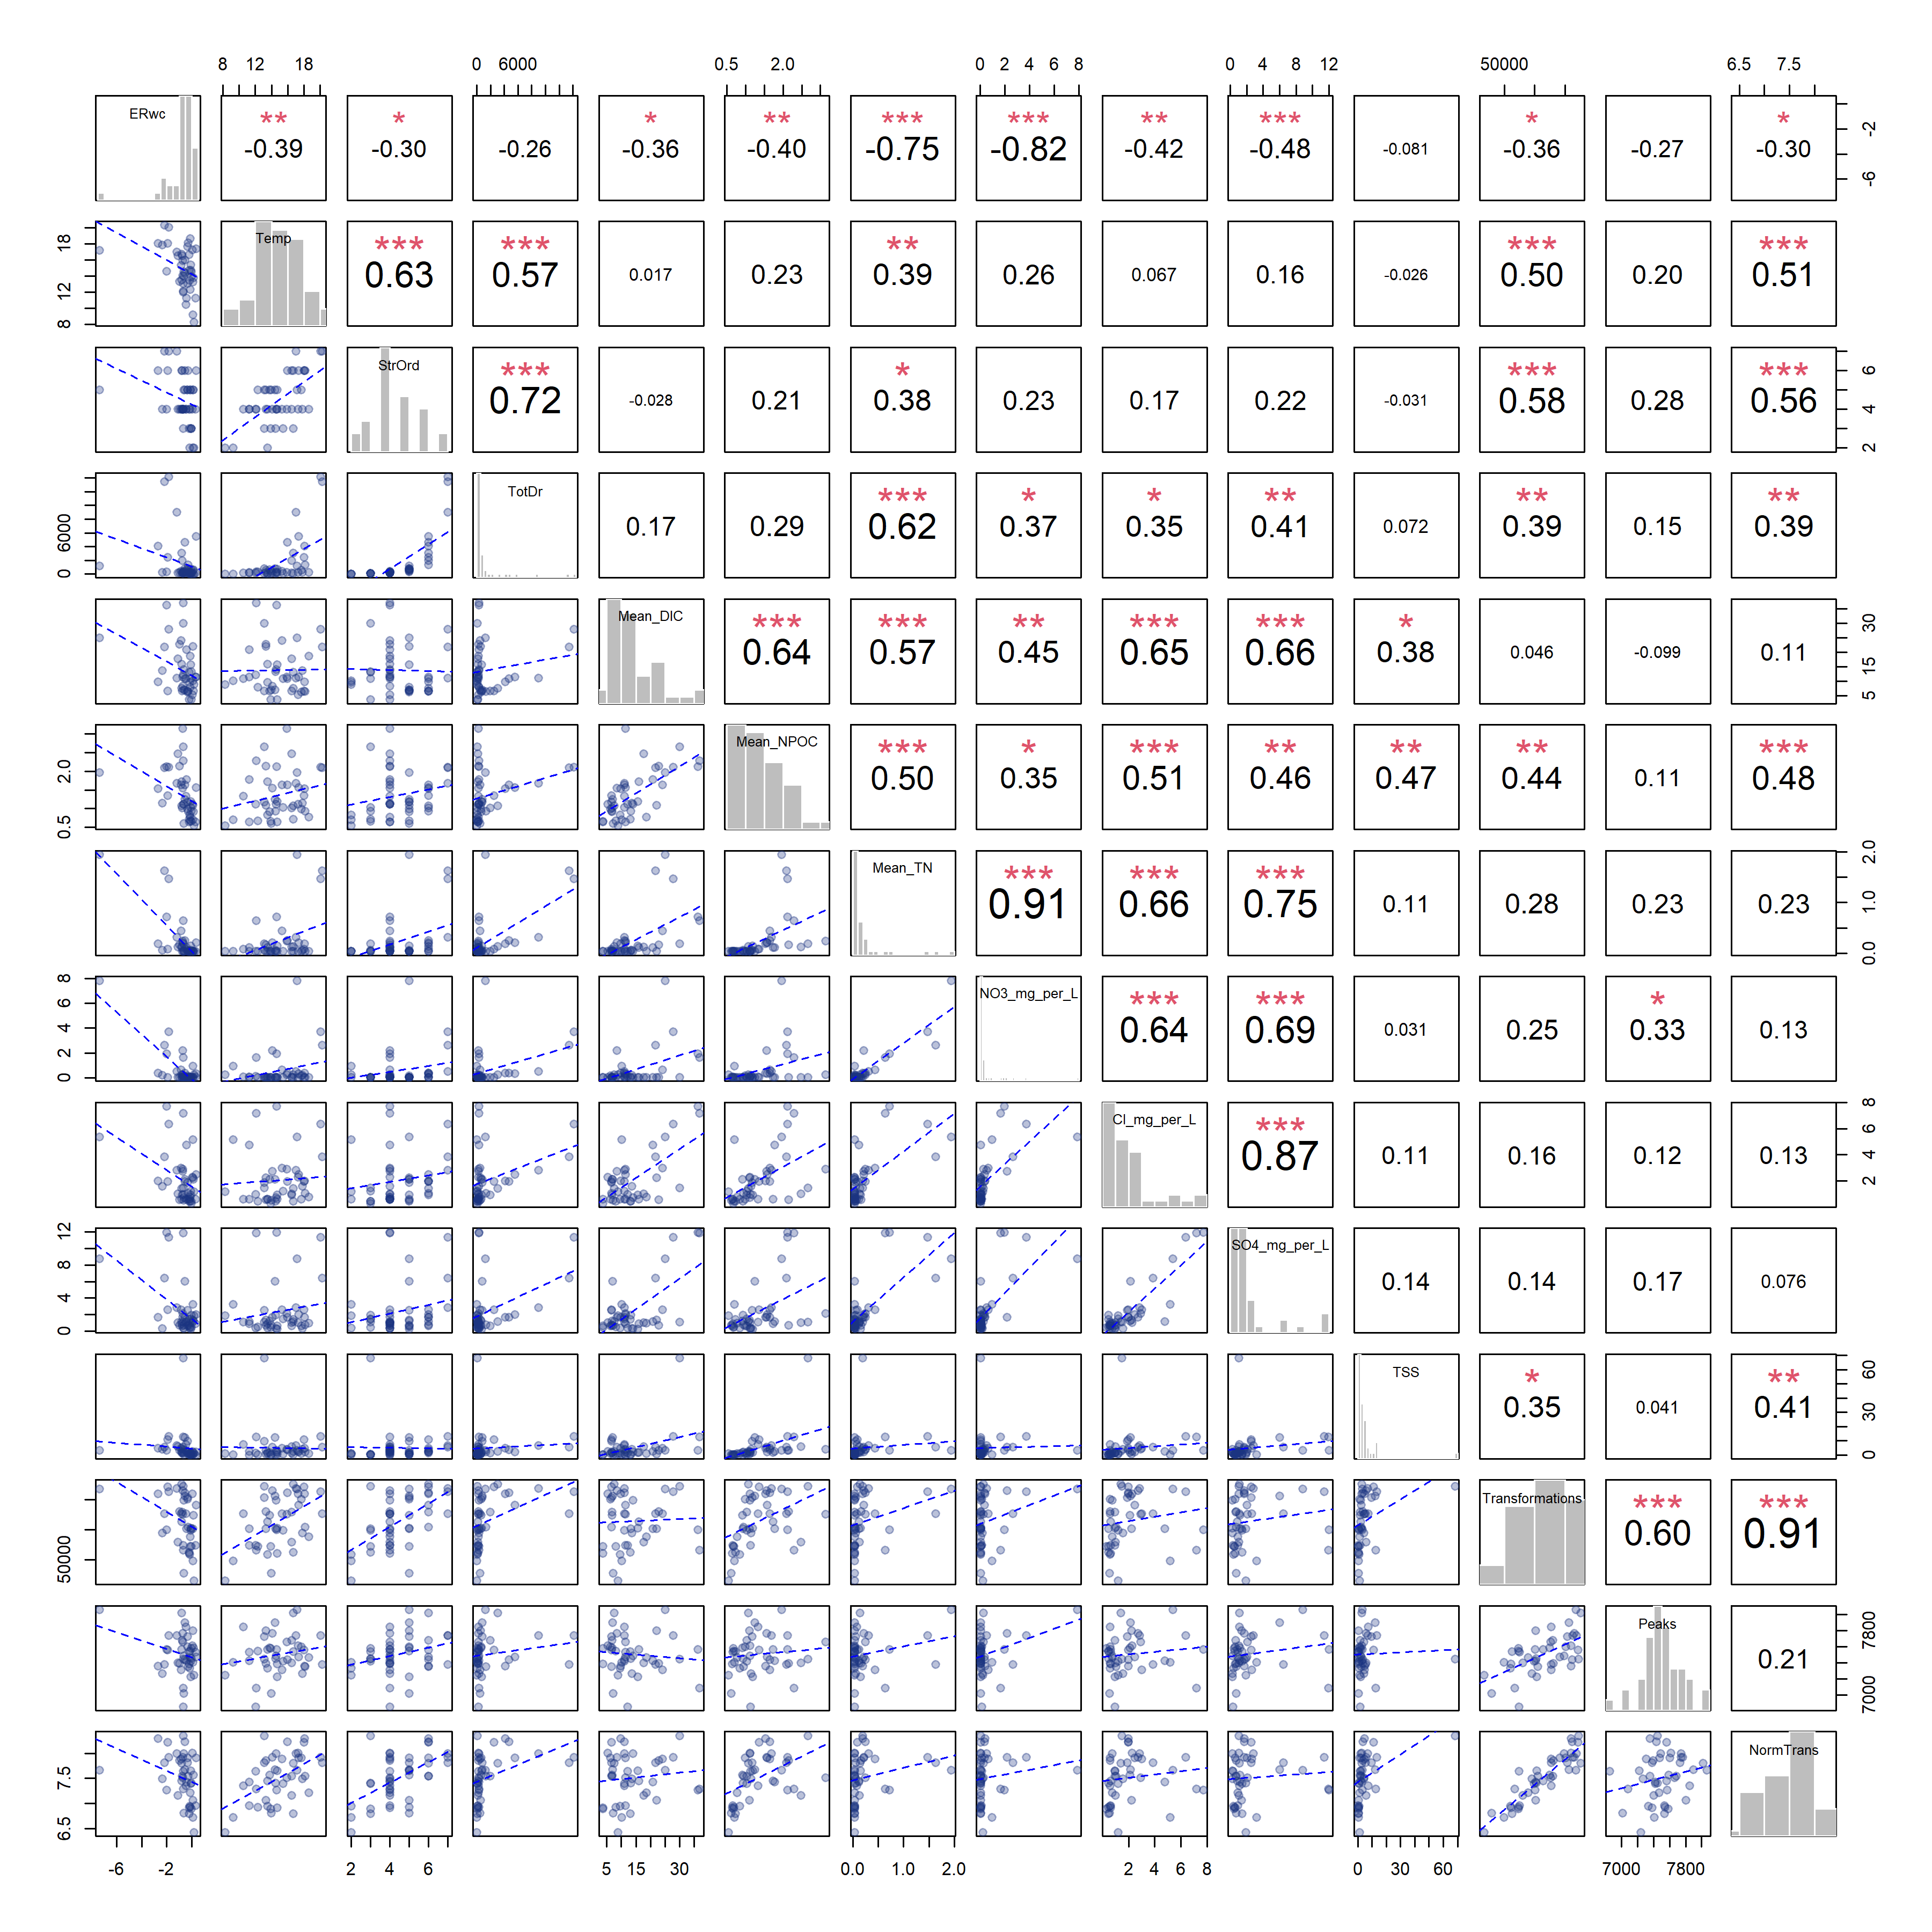 8 12 18 0 6000 0.5 2.0 0 2 4 6 8 0 4 8 12 50000 6.5 7.5
ERwc ** * * ** *** *** ** *** * *
-0.39 -0.30 -0.26 -0.36 -0.40 -0.75 -0.82 -0.42 -0.48 -0.081 -0.36 -0.27 -0.30 -6 -2
8 12 18 Temp *** *** ** *** ***
0.63 0.57 0.017 0.23 0.39 0.26 0.067 0.16 -0.026 0.50 0.20 0.51
StrOrd *** * *** ***
0.72 -0.028 0.21 0.38 0.23 0.17 0.22 -0.031 0.58 0.28 0.56 2 4 6
0 6000 TotDr *** * * ** ** **
0.17 0.29 0.62 0.37 0.35 0.41 0.072 0.39 0.15 0.39
Mean_DIC *** *** ** *** *** *
0.64 0.57 0.45 0.65 0.66 0.38 0.046 -0.099 0.11 5 15 30
0.5 2.0 Mean_NPOC *** * *** ** ** ** ***
0.50 0.35 0.51 0.46 0.47 0.44 0.11 0.48
Mean_TN *** *** ***
0.91 0.66 0.75 0.11 0.28 0.23 0.23 0.0 1.0 2.0
0 2 4 6 8 NO3_mg_per_L *** *** *
0.64 0.69 0.031 0.25 0.33 0.13
Cl_mg_per_L ***
0.87 0.11 0.16 0.12 0.13 2 4 6 8
0 4 8 12 SO4_mg_per_L
0.14 0.14 0.17 0.076
TSS * **
0.35 0.041 0.41 0 30 60
50000 Transformations *** ***
0.60 0.91
Peaks
0.21 7000 7800
6.5 7.5 NormTrans
-6 -2 2 4 6 5 15 30 0.0 1.0 2.0 2 4 6 8 0 30 60 7000 7800